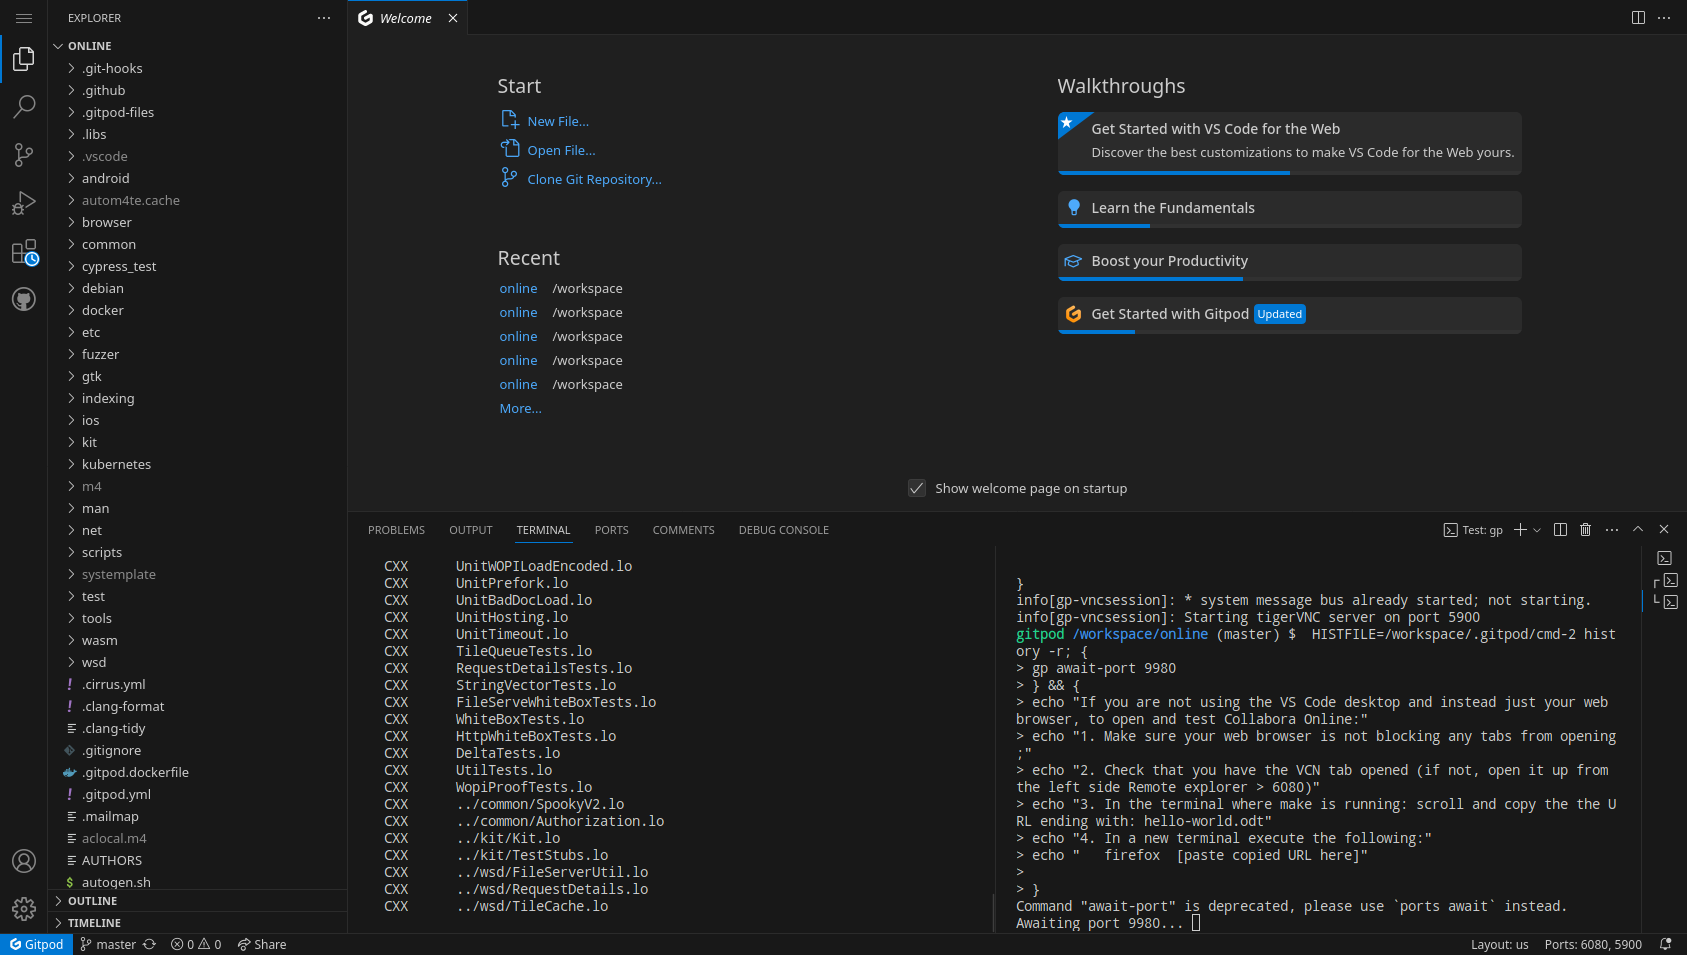 EXPLORER
ONLINE
.git-hooks
.github
.gitpod-files
.libs
.vscode
android
autom4te.cache
browser
common
cypress_test
debian
docker
etc
fuzzer
gtk
indexing
ios
kit
kubernetes
m4
man
net
scripts
systemplate
test
tools
wasm
wsd
.cirrus.yml
.clang-format
.clang-tidy
.gitignore
.gitpod.dockerfile
.gitpod.yml
.mailmap
aclocal.m4
AUTHORS
autogen.sh
OUTLINE
TIMELINE
Welcome
Start
New File...
Open File...
Clone Git Repository...
Recent
online /workspace
online /workspace
online /workspace
online /workspace
online /workspace
More...
Walkthroughs
Get Started with VS Code for the Web
Discover the best customizations to make VS Code for the Web yours.
Learn the Fundamentals
Boost your Productivity
Get Started with Gitpod Updated
Show welcome page on startup
PROBLEMS OUTPUT TERMINAL PORTS COMMENTS DEBUG CONSOLE
Test: gp
CXX UnitWOPILoadEncoded.lo
CXX UnitPrefork.lo
CXX UnitBadDocLoad.lo
CXX UnitHosting.lo
CXX UnitTimeout.lo
CXX TileQueueTests.lo
CXX RequestDetailsTests.lo
CXX StringVectorTests.lo
CXX FileServeWhiteBoxTests.lo
CXX WhiteBoxTests.lo
CXX HttpWhiteBoxTests.lo
CXX DeltaTests.lo
CXX UtilTests.lo
CXX WopiProofTests.lo
CXX ../common/SpookyV2.lo
CXX ../common/Authorization.lo
CXX ../kit/Kit.lo
CXX ../kit/TestStubs.lo
CXX ../wsd/FileServerUtil.lo
CXX ../wsd/RequestDetails.lo
CXX ../wsd/TileCache.lo
}
info[gp-vncsession]: * system message bus already started; not starting.
info[gp-vncsession]: Starting tigerVNC server on port 5900
gitpod /workspace/online (master) $ HISTFILE=/workspace/.gitpod/cmd-2 hist
ory -r; {
> gp await-port 9980
> } && {
> echo "If you are not using the VS Code desktop and instead just your web
browser, to open and test Collabora Online:"
> echo "1. Make sure your web browser is not blocking any tabs from opening
;"
> echo "2. Check that you have the VCN tab opened (if not, open it up from
the left side Remote explorer > 6080)"
> echo "3. In the terminal where make is running: scroll and copy the the U
RL ending with: hello-world.odt"
> echo "4. In a new terminal execute the following:"
> echo "   firefox  [paste copied URL here]"
>
> }
Command "await-port" is deprecated, please use `ports await` instead.
Awaiting port 9980...
Gitpod master 0 0 Share
Layout: us Ports: 6080, 5900